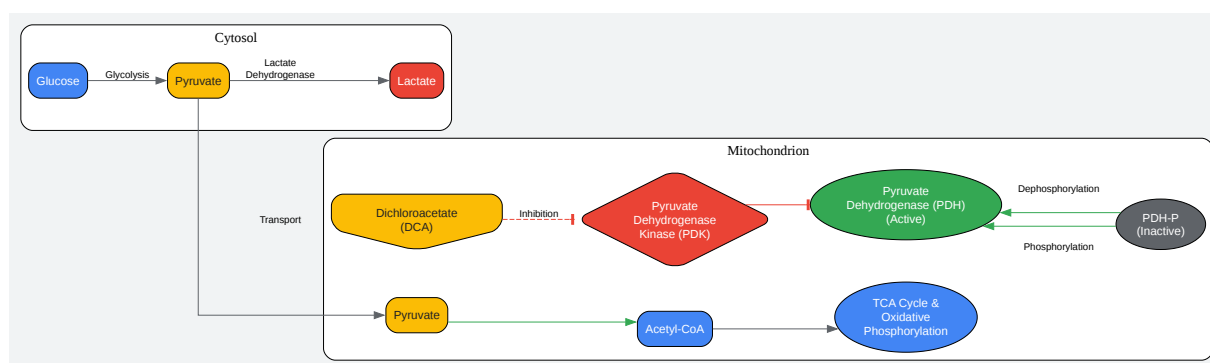 Cytosol
Glucose
Glycolysis
Pyruvate
Lactate
Dehydrogenase
Lactate
Transport
Mitochondrion
Dichloroacetate
(DCA)
Inhibition
Pyruvate
Dehydrogenase
Kinase (PDK)
Pyruvate
Dehydrogenase (PDH)
(Active)
Dephosphorylation
Phosphorylation
PDH-P
(Inactive)
Pyruvate
Acetyl-CoA
TCA Cycle &
Oxidative
Phosphorylation